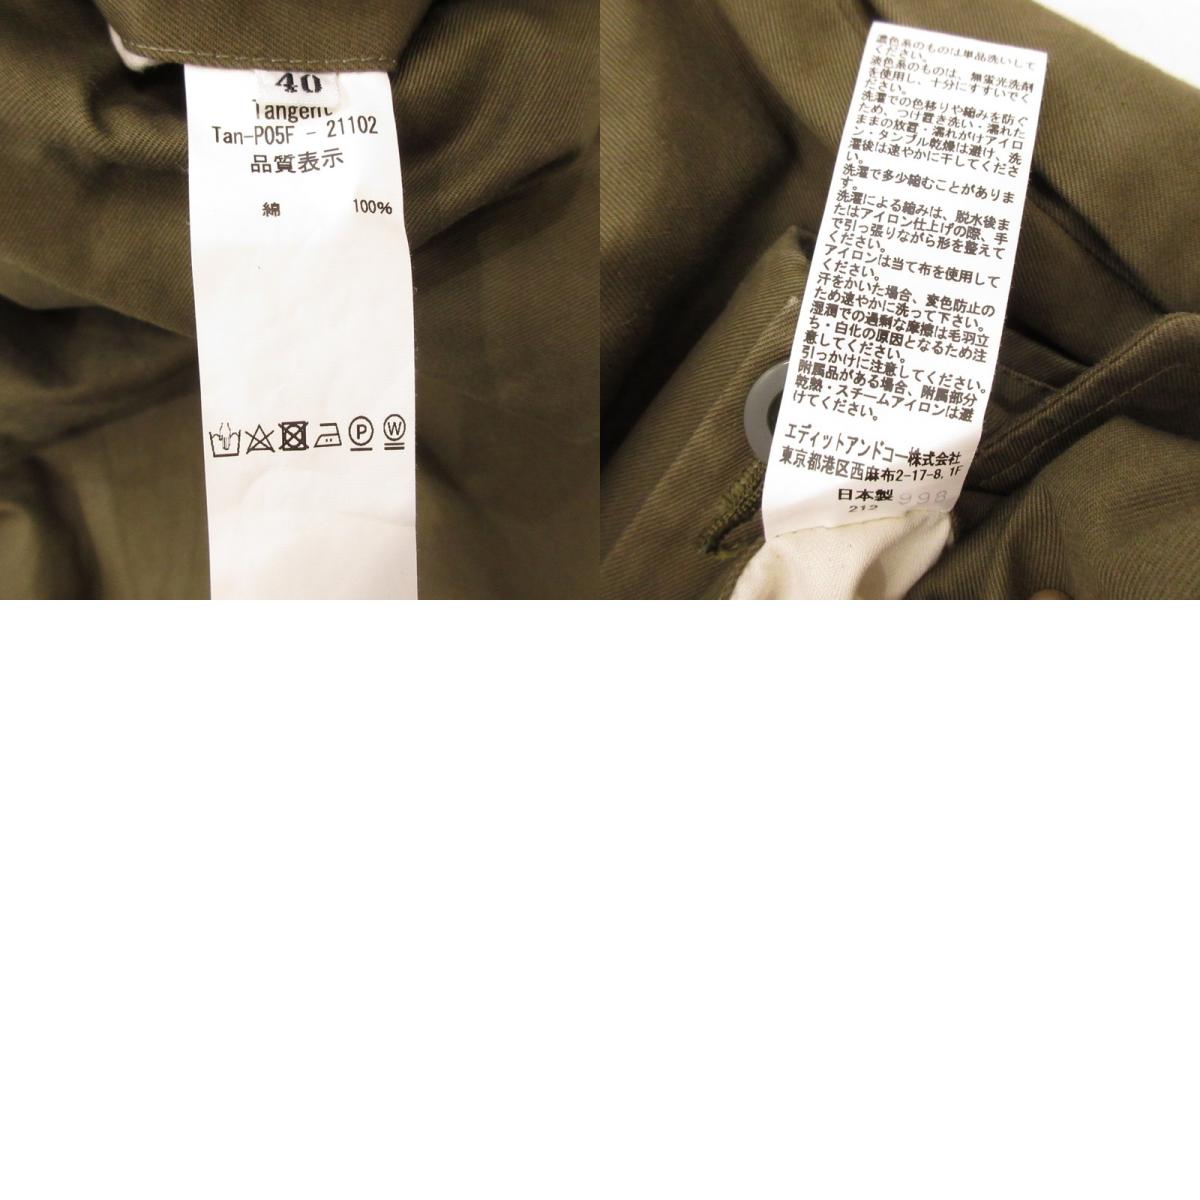 40
Tangent
Tan-P05F - 21102
品質表示
綿 100%
P W
濃色系のものは単品洗いして
ください。
淡色系のものは、無蛍光洗剤
を使用し、十分にすすいでく
ださい。
洗濯での色移りや縮みを防ぐ
ため、つけ置き洗い・濡れた
ままの放置・濡れがけアイロ
ン・タンブル乾燥は避け、洗
濯後は速やかに干してくださ
い。
洗濯で多少縮むことがありま
す。
洗濯による縮みは、脱水後ま
たはアイロン仕上げの際、手
で引っ張りながら形を整えて
ください。
アイロンは当て布を使用して
ください。
汗をかいた場合、変色防止の
ため速やかに洗って下さい。
湿潤での過剰な摩擦は毛羽立
ち・白化の原因となるため注
意してください。
引っかけに注意してください。
附属品がある場合、附属部分
乾熱・スチームアイロンは避
けてください。
エディットアンドコー株式会社
東京都港区西麻布2-17-8, 1F
日本製 998
212